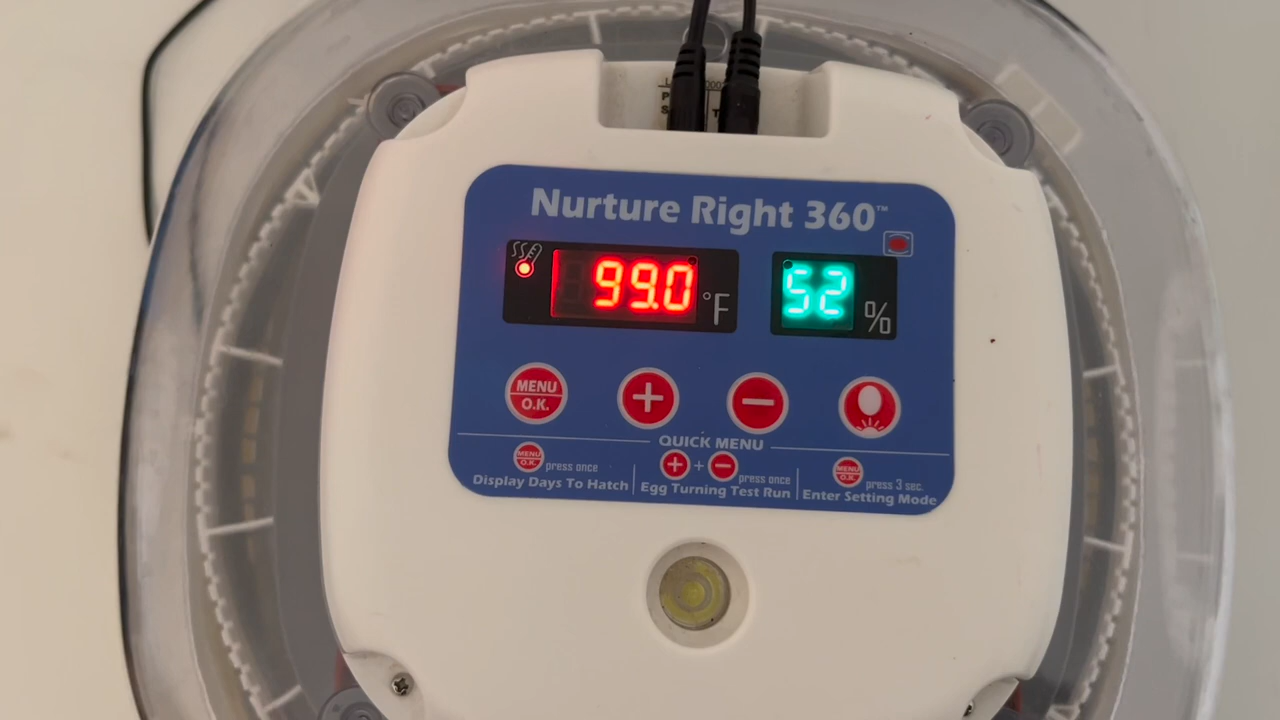 Nurture Right 360™
99.0 °F
52 %
MENU
O.K.
+
−
QUICK MENU
MENU
O.K.
press once
Display Days To Hatch
+ + −
press once
Egg Turning Test Run
MENU
O.K.
press 3 sec.
Enter Setting Mode